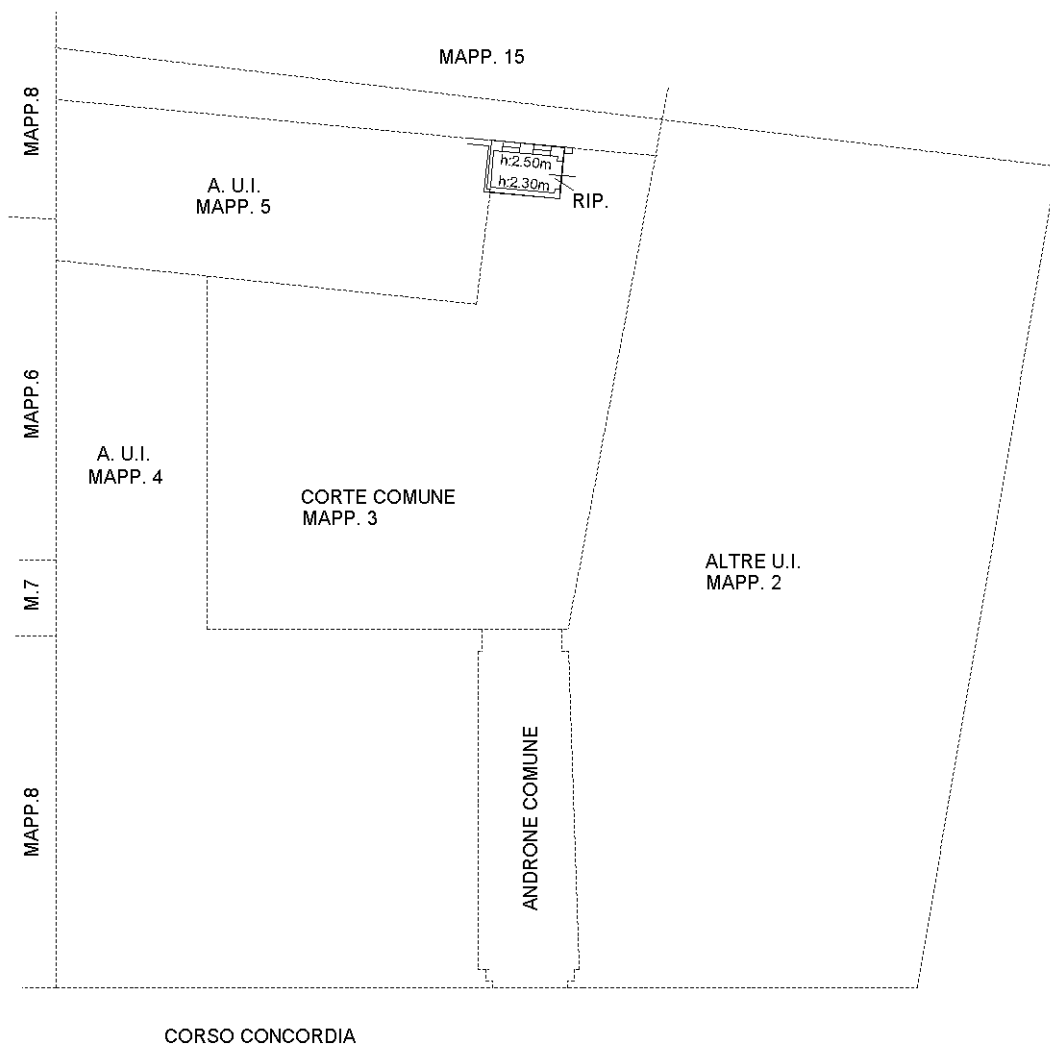 MAPP. 15
MAPP.8
h:2.50m
h:2.30m
RIP.
A. U.I.
MAPP. 5
MAPP.6
A. U.I.
MAPP. 4
CORTE COMUNE
MAPP. 3
ALTRE U.I.
MAPP. 2
M.7
ANDRONE COMUNE
MAPP.8
CORSO CONCORDIA